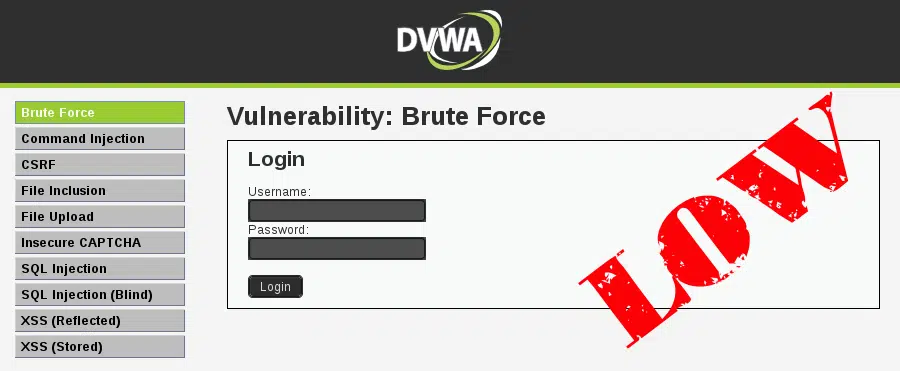 DVWA
Brute Force
Command Injection
CSRF
File Inclusion
File Upload
Insecure CAPTCHA
SQL Injection
SQL Injection (Blind)
XSS (Reflected)
XSS (Stored)
Vulnerability: Brute Force
Login
Username:
Password:
Login
LOW